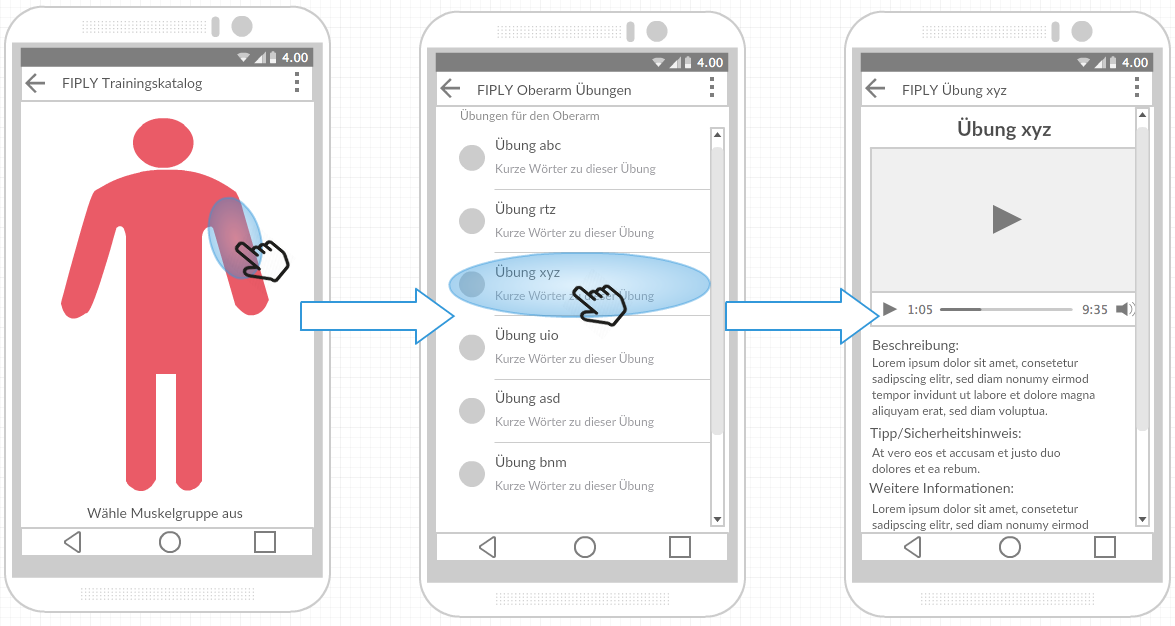 4.00
FIPLY Trainingskatalog
Wähle Muskelgruppe aus
4.00
FIPLY Oberarm Übungen
Übungen für den Oberarm
Übung abc
Kurze Wörter zu dieser Übung
Übung rtz
Kurze Wörter zu dieser Übung
Übung xyz
Kurze Wörter zu dieser Übung
Übung uio
Kurze Wörter zu dieser Übung
Übung asd
Kurze Wörter zu dieser Übung
Übung bnm
Kurze Wörter zu dieser Übung
4.00
FIPLY Übung xyz
Übung xyz
1:05 9:35
Beschreibung:
Lorem ipsum dolor sit amet, consetetur
sadipscing elitr, sed diam nonumy eirmod
tempor invidunt ut labore et dolore magna
aliquyam erat, sed diam voluptua.
Tipp/Sicherheitshinweis:
At vero eos et accusam et justo duo
dolores et ea rebum.
Weitere Informationen:
Lorem ipsum dolor sit amet, consetetur
sadipscing elitr, sed diam nonumy eirmod